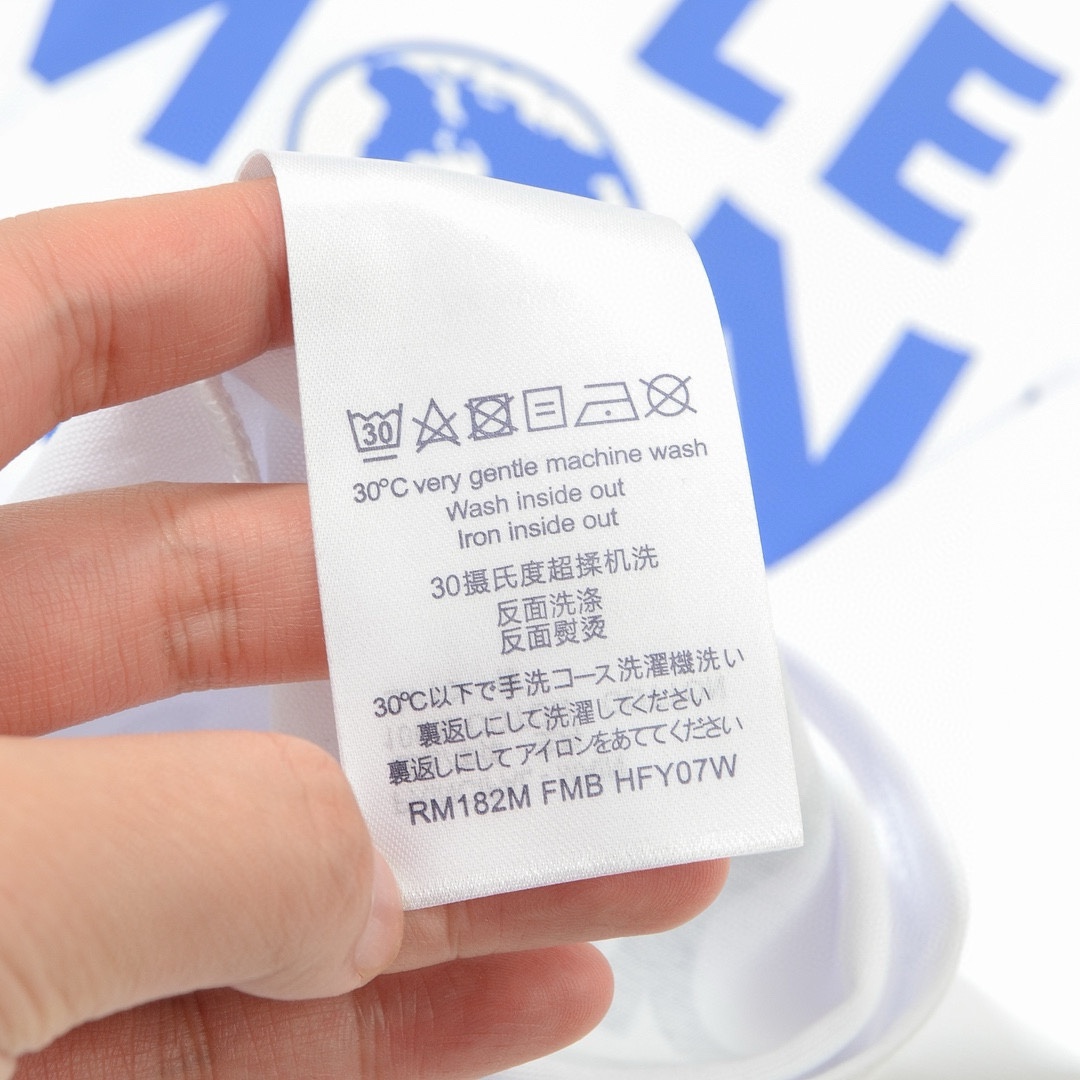 LE
30
30°C very gentle machine wash
Wash inside out
Iron inside out
30摄氏度超揉机洗
反面洗涤
反面熨烫
30℃以下で手洗コース洗濯機洗い
裏返しにして洗濯してください
裏返しにしてアイロンをあててください
RM182M FMB HFY07W